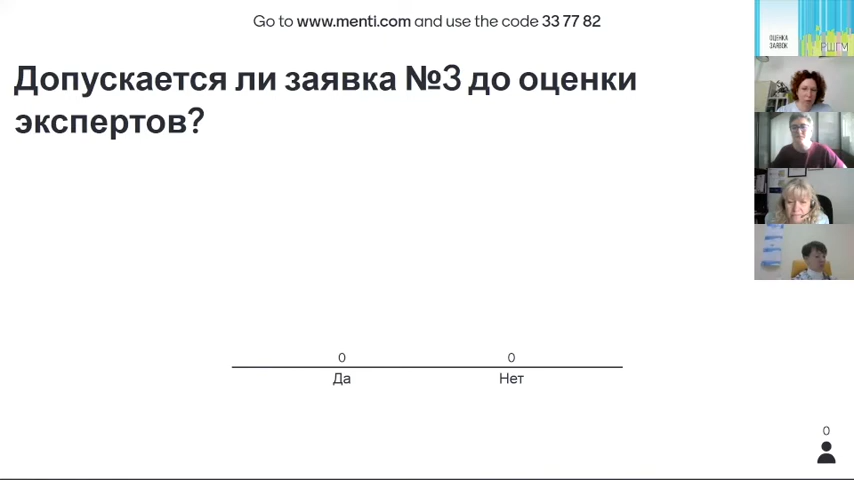 Go to www.menti.com and use the code 33 77 82
Допускается ли заявка №3 до оценки
экспертов?
0
0
Да
Нет
0
ОЦЕНКА
ЗАЯВОК
РШГМ